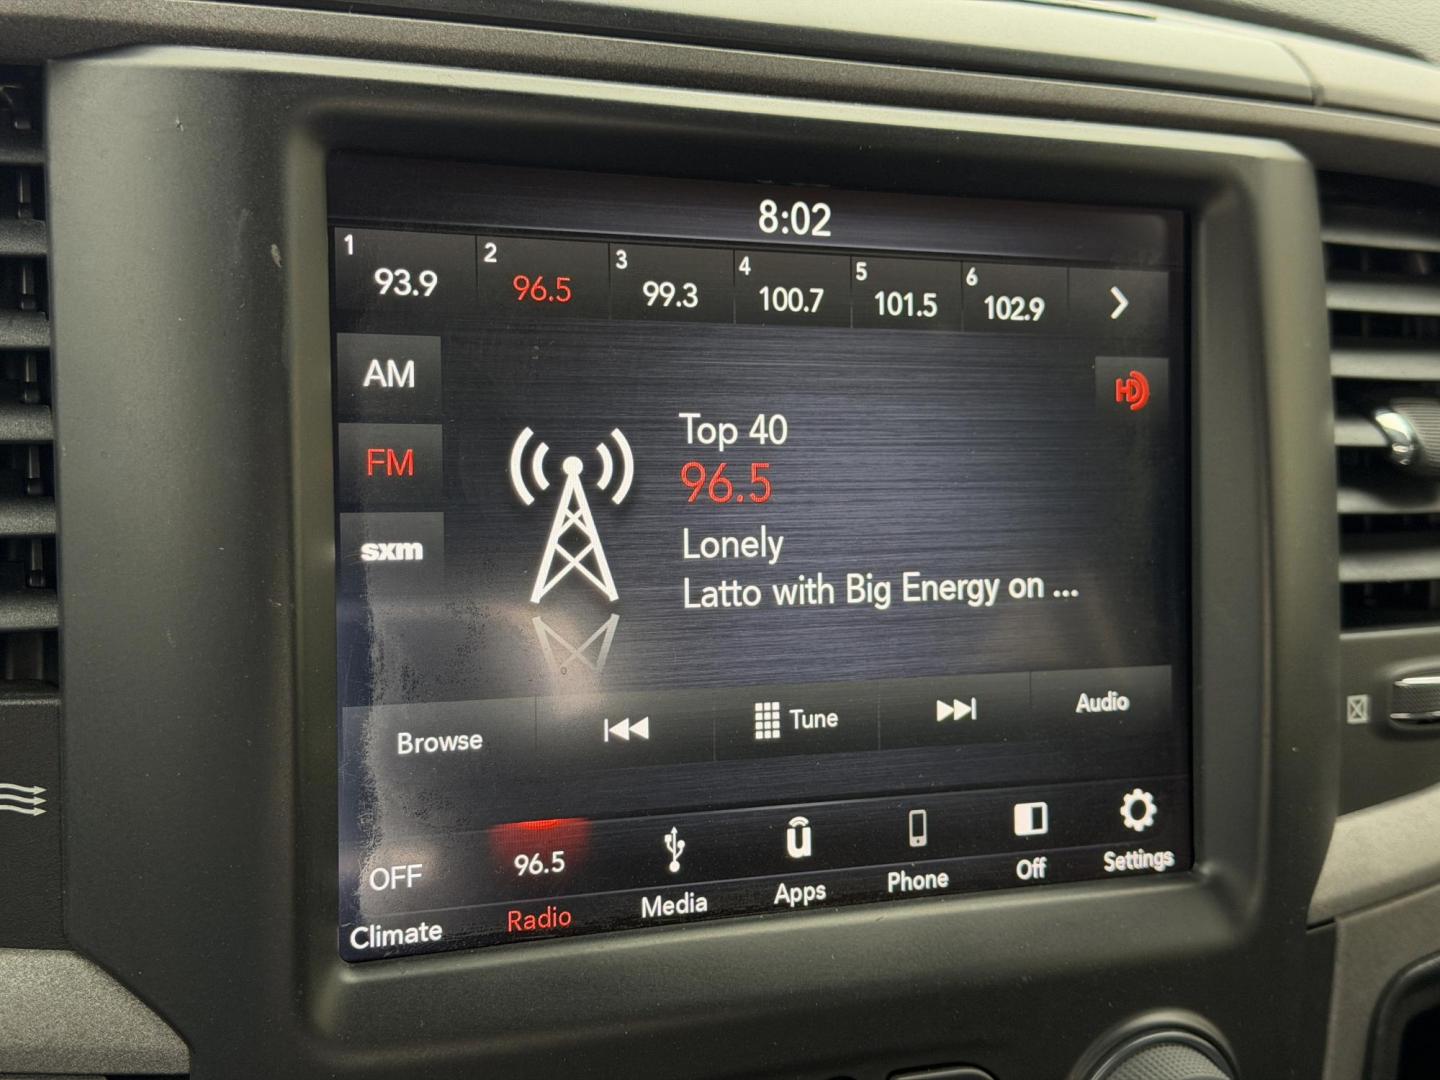 8:02
1 93.9 2 96.5 3 99.3 4 100.7 5 101.5 6 102.9
AM
HD
Top 40
FM
96.5
sxm
Lonely
Latto with Big Energy on ...
Browse Tune Audio
OFF 96.5
Climate Radio Media Apps Phone Off Settings